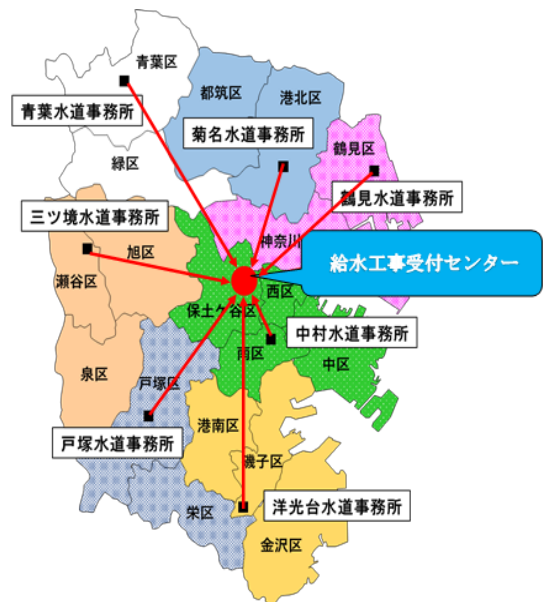 青葉区
都筑区
港北区
青葉水道事務所
菊名水道事務所
鶴見区
緑区
鶴見水道事務所
三ツ境水道事務所
神奈川
旭区
給水工事受付センター
瀬谷区
西区
保土ケ谷区
中村水道事務所
南区
中区
泉区
戸塚区
港南区
戸塚水道事務所
磯子区
洋光台水道事務所
栄区
金沢区